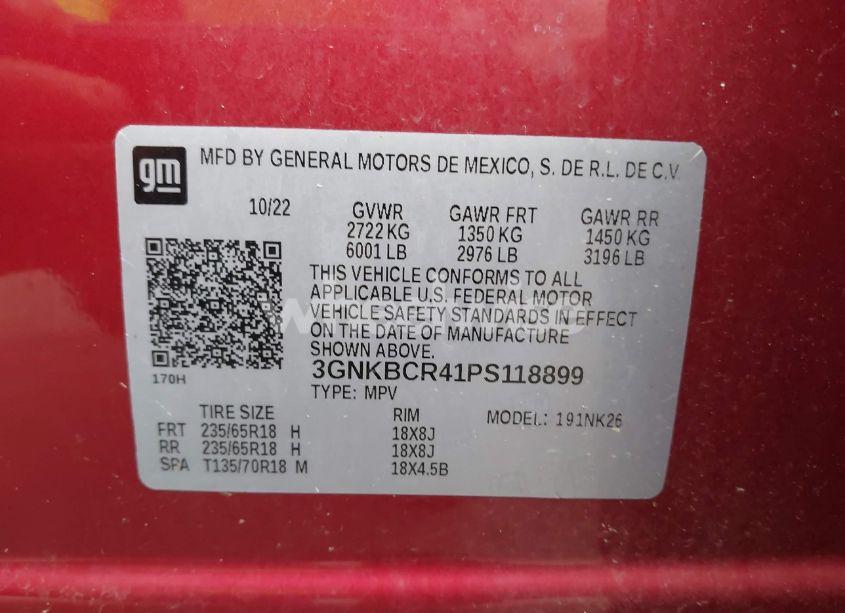 gm MFD BY GENERAL MOTORS DE MEXICO, S. DE R.L. DE C.V.
10/22 GVWR GAWR FRT GAWR RR
2722 KG 1350 KG 1450 KG
6001 LB 2976 LB 3196 LB
THIS VEHICLE CONFORMS TO ALL
APPLICABLE U.S. FEDERAL MOTOR
VEHICLE SAFETY STANDARDS IN EFFECT
ON THE DATE OF MANUFACTURE
SHOWN ABOVE.
170H
3GNKBCR41PS118899
TYPE: MPV
TIRE SIZE RIM MODEL: 191NK26
FRT 235/65R18 H 18X8J
RR 235/65R18 H 18X8J
SPA T135/70R18 M 18X4.5B